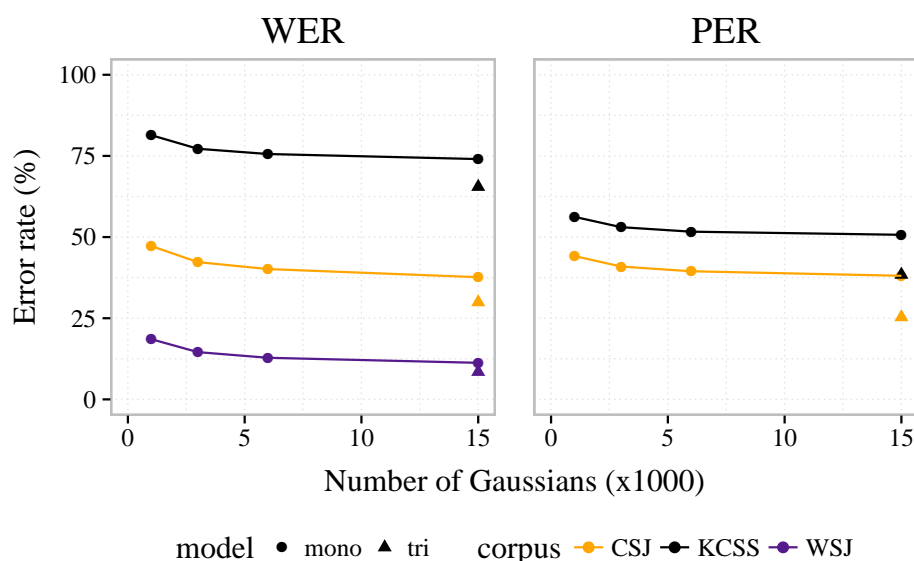 WER PER
100
75
50
25
0
Error rate (%)
0 5 10 15 0 5 10 15
Number of Gaussians (x1000)
model mono tri corpus CSJ KCSS WSJ